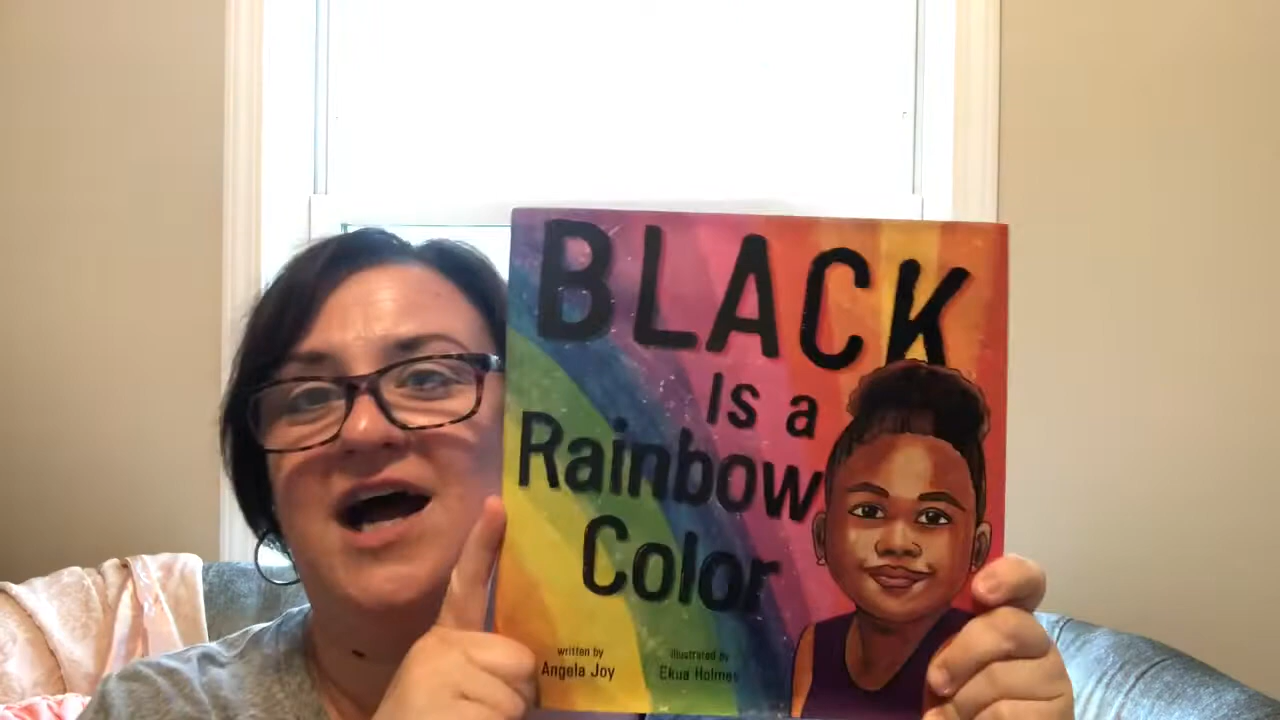 BLACK
Is a
Rainbow
Color
written by
Angela Joy
illustrated by
Ekua Holmes